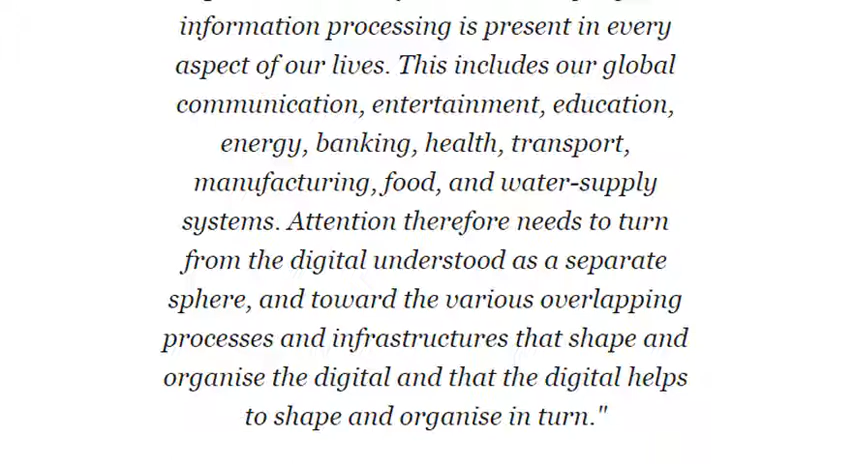 information processing is present in every
aspect of our lives. This includes our global
communication, entertainment, education,
energy, banking, health, transport,
manufacturing, food, and water-supply
systems. Attention therefore needs to turn
from the digital understood as a separate
sphere, and toward the various overlapping
processes and infrastructures that shape and
organise the digital and that the digital helps
to shape and organise in turn."